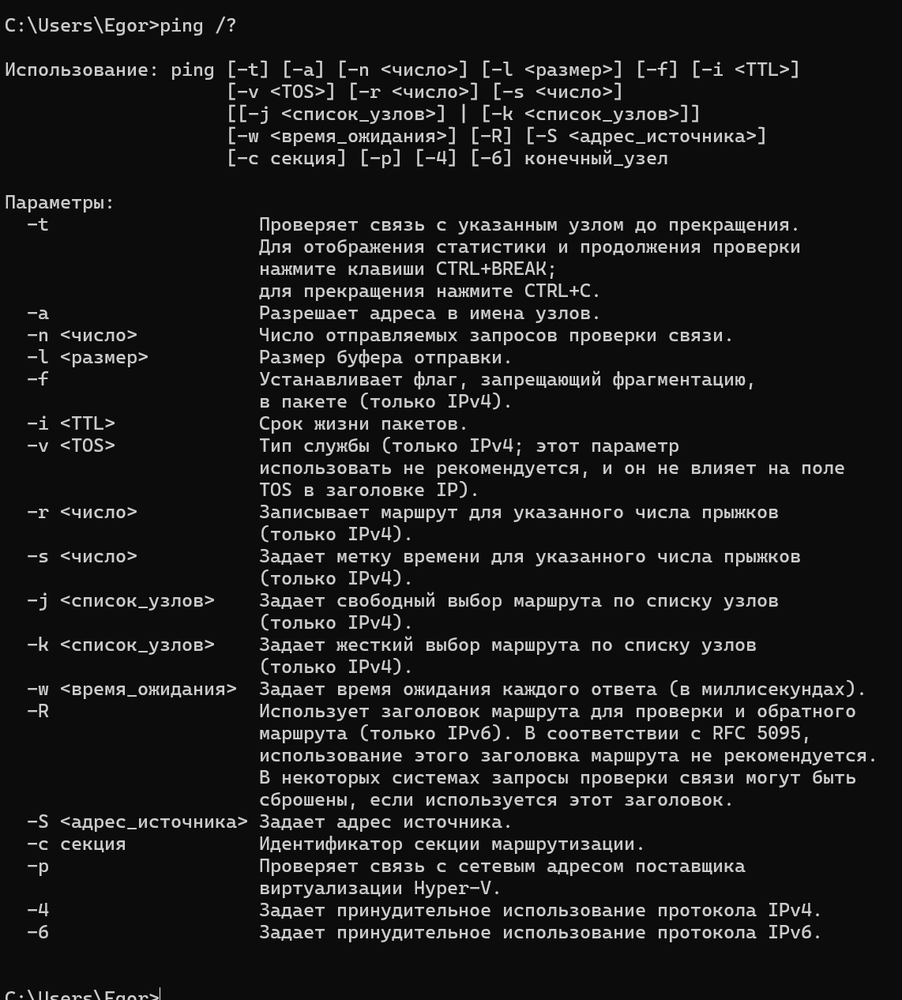 C:\Users\Egor>ping /?
Использование: ping [-t] [-a] [-n <число>] [-l <размер>] [-f] [-i <TTL>]
[-v <TOS>] [-r <число>] [-s <число>]
[[-j <список_узлов>] | [-k <список_узлов>]]
[-w <время_ожидания>] [-R] [-S <адрес_источника>]
[-c секция] [-p] [-4] [-6] конечный_узел
Параметры:
-t Проверяет связь с указанным узлом до прекращения.
Для отображения статистики и продолжения проверки
нажмите клавиши CTRL+BREAK;
для прекращения нажмите CTRL+C.
-a Разрешает адреса в имена узлов.
-n <число> Число отправляемых запросов проверки связи.
-l <размер> Размер буфера отправки.
-f Устанавливает флаг, запрещающий фрагментацию,
в пакете (только IPv4).
-i <TTL> Срок жизни пакетов.
-v <TOS> Тип службы (только IPv4; этот параметр
использовать не рекомендуется, и он не влияет на поле
TOS в заголовке IP).
-r <число> Записывает маршрут для указанного числа прыжков
(только IPv4).
-s <число> Задает метку времени для указанного числа прыжков
(только IPv4).
-j <список_узлов> Задает свободный выбор маршрута по списку узлов
(только IPv4).
-k <список_узлов> Задает жесткий выбор маршрута по списку узлов
(только IPv4).
-w <время_ожидания> Задает время ожидания каждого ответа (в миллисекундах).
-R Использует заголовок маршрута для проверки и обратного
маршрута (только IPv6). В соответствии с RFC 5095,
использование этого заголовка маршрута не рекомендуется.
В некоторых системах запросы проверки связи могут быть
сброшены, если используется этот заголовок.
-S <адрес_источника> Задает адрес источника.
-c секция Идентификатор секции маршрутизации.
-p Проверяет связь с сетевым адресом поставщика
виртуализации Hyper-V.
-4 Задает принудительное использование протокола IPv4.
-6 Задает принудительное использование протокола IPv6.
C:\Users\Egor>